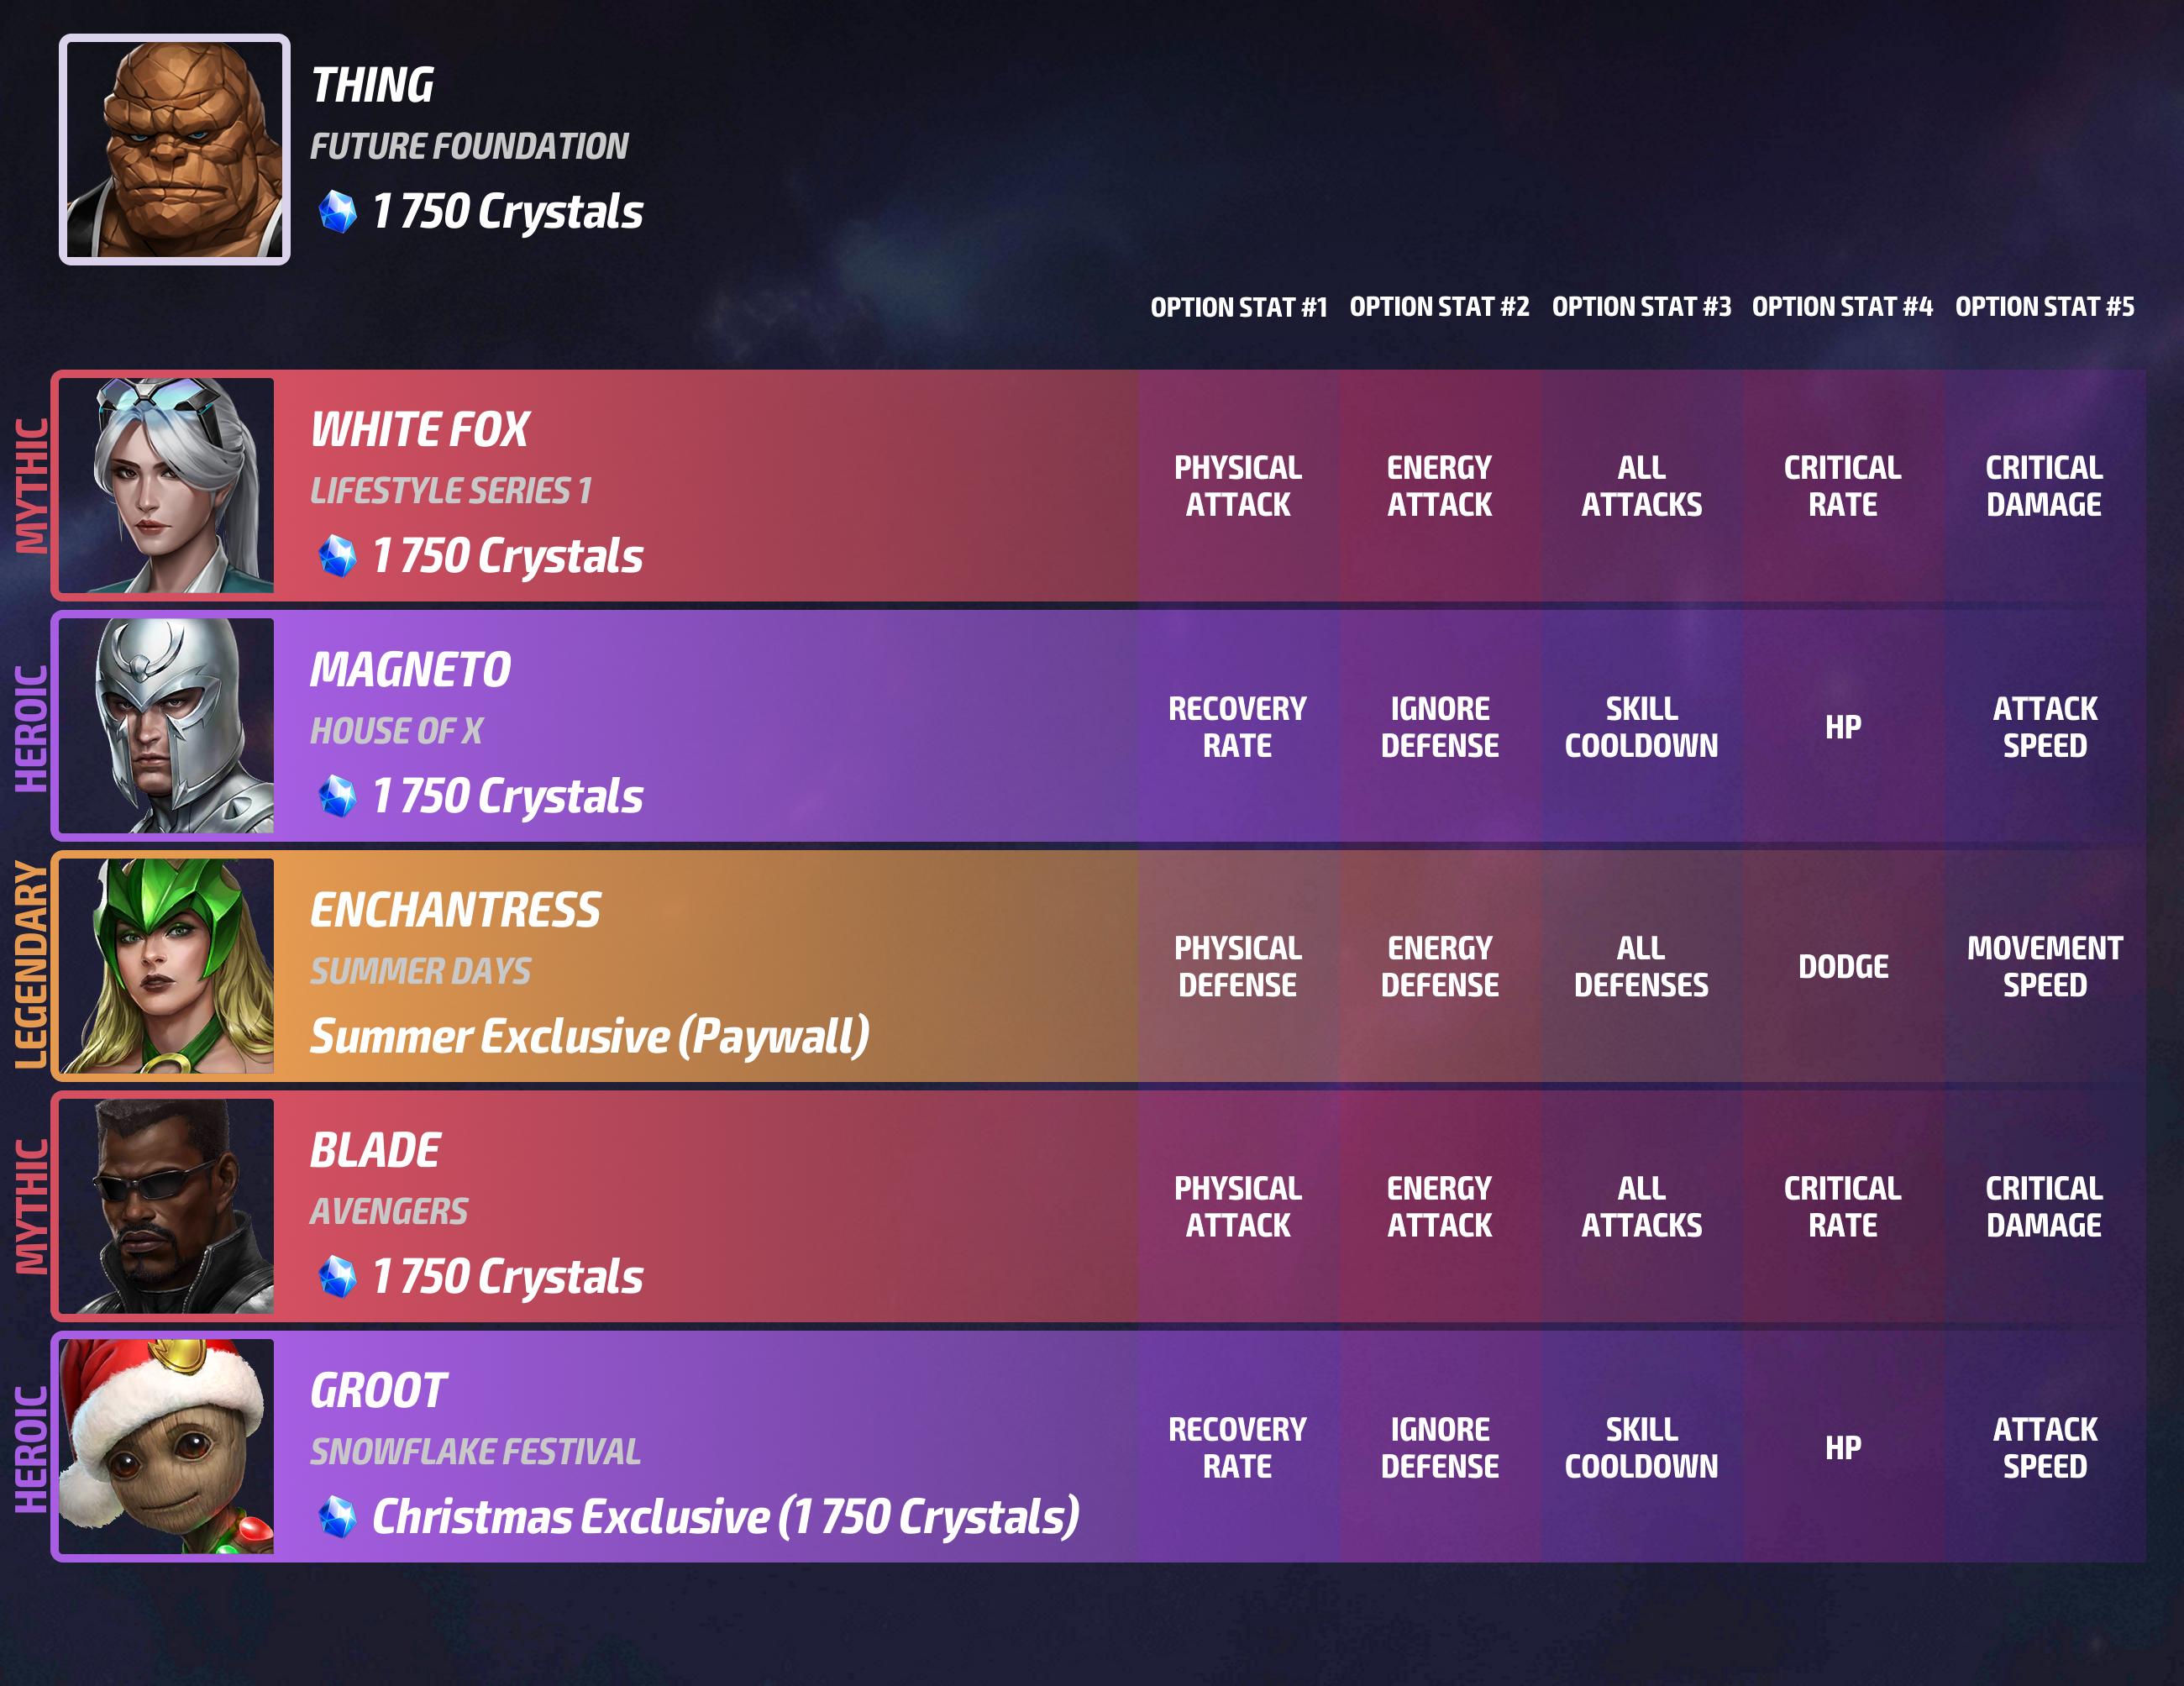 THING
FUTURE FOUNDATION
1 750 Crystals
OPTION STAT #1 OPTION STAT #2 OPTION STAT #3 OPTION STAT #4 OPTION STAT #5
MYTHIC
WHITE FOX
LIFESTYLE SERIES 1
1 750 Crystals
PHYSICAL
ATTACK
ENERGY
ATTACK
ALL
ATTACKS
CRITICAL
RATE
CRITICAL
DAMAGE
HEROIC
MAGNETO
HOUSE OF X
1 750 Crystals
RECOVERY
RATE
IGNORE
DEFENSE
SKILL
COOLDOWN
HP
ATTACK
SPEED
LEGENDARY
ENCHANTRESS
SUMMER DAYS
Summer Exclusive (Paywall)
PHYSICAL
DEFENSE
ENERGY
DEFENSE
ALL
DEFENSES
DODGE
MOVEMENT
SPEED
MYTHIC
BLADE
AVENGERS
1 750 Crystals
PHYSICAL
ATTACK
ENERGY
ATTACK
ALL
ATTACKS
CRITICAL
RATE
CRITICAL
DAMAGE
HEROIC
GROOT
SNOWFLAKE FESTIVAL
Christmas Exclusive (1 750 Crystals)
RECOVERY
RATE
IGNORE
DEFENSE
SKILL
COOLDOWN
HP
ATTACK
SPEED